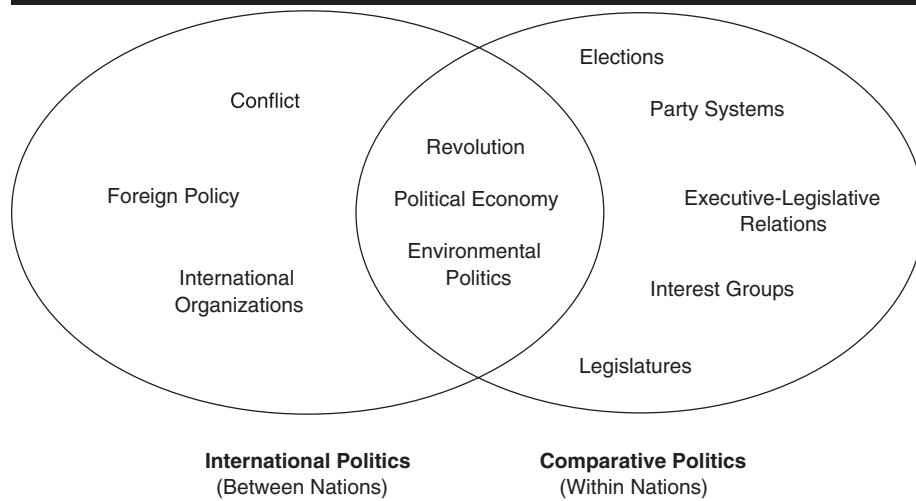 Conflict
Foreign Policy
International
Organizations
Revolution
Political Economy
Environmental
Politics
Elections
Party Systems
Executive-Legislative
Relations
Interest Groups
Legislatures
International Politics
(Between Nations)
Comparative Politics
(Within Nations)